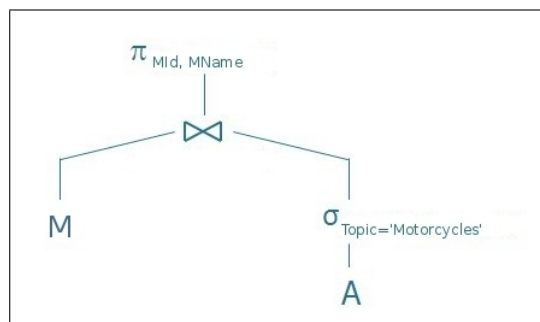 π MId, MName
⋈
M
σ Topic='Motorcycles'
A